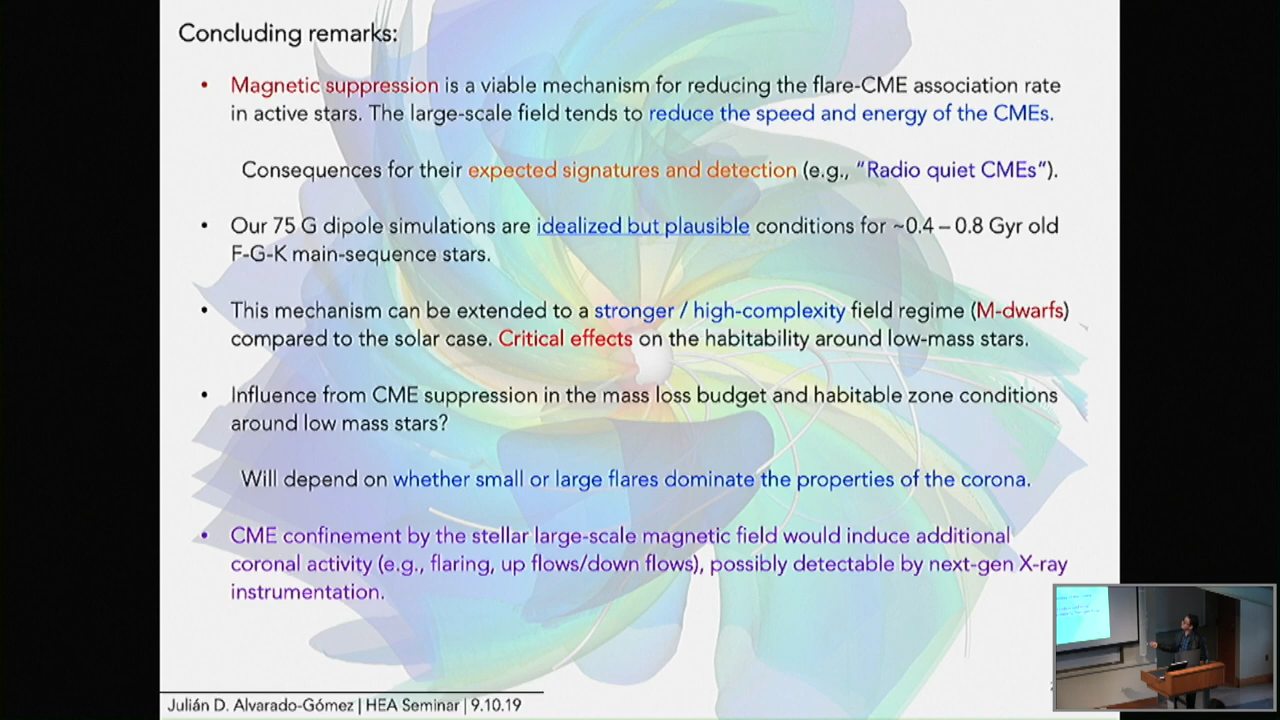 Concluding remarks:
• Magnetic suppression is a viable mechanism for reducing the flare-CME association rate
in active stars. The large-scale field tends to reduce the speed and energy of the CMEs.
Consequences for their expected signatures and detection (e.g., “Radio quiet CMEs”).
• Our 75 G dipole simulations are idealized but plausible conditions for ~0.4 – 0.8 Gyr old
F-G-K main-sequence stars.
• This mechanism can be extended to a stronger / high-complexity field regime (M-dwarfs)
compared to the solar case. Critical effects on the habitability around low-mass stars.
• Influence from CME suppression in the mass loss budget and habitable zone conditions
around low mass stars?
Will depend on whether small or large flares dominate the properties of the corona.
• CME confinement by the stellar large-scale magnetic field would induce additional
coronal activity (e.g., flaring, up flows/down flows), possibly detectable by next-gen X-ray
instrumentation.
Julián D. Alvarado-Gómez | HEA Seminar | 9.10.19